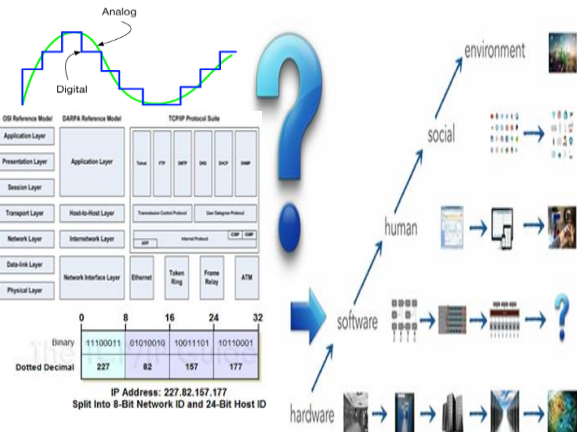 Analog
Digital
OSI Reference Model DARPA Reference Model TCP/IP Protocol Suite
Application Layer
Presentation Layer
Session Layer
Transport Layer
Network Layer
Data-link Layer
Physical Layer
Application Layer
Host-to-Host Layer
Internetwork Layer
Network Interface Layer
Telnet FTP SMTP DNS DHCP SNMP
Transmission Control Protocol User Datagram Protocol
ARP Internet Protocol ICMP IGMP
Ethernet
Token
Ring
Frame
Relay
ATM
0 8 16 24 32
Binary 11100011 01010010 10011101 10110001
Dotted Decimal 227 82 157 177
IP Address: 227.82.157.177
Split Into 8-Bit Network ID and 24-Bit Host ID
?
environment
social
human
software
?
hardware